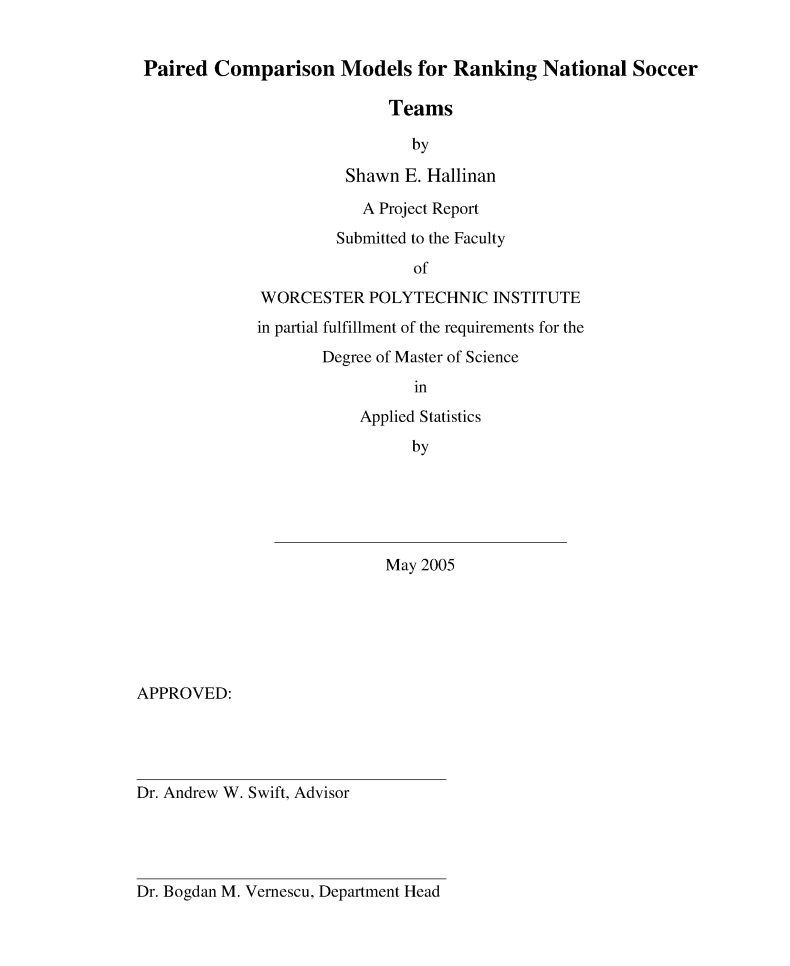 Paired Comparison Models for Ranking National Soccer
Teams
by
Shawn E. Hallinan
A Project Report
Submitted to the Faculty
of
WORCESTER POLYTECHNIC INSTITUTE
in partial fulfillment of the requirements for the
Degree of Master of Science
in
Applied Statistics
by
May 2005
APPROVED:
Dr. Andrew W. Swift, Advisor
Dr. Bogdan M. Vernescu, Department Head